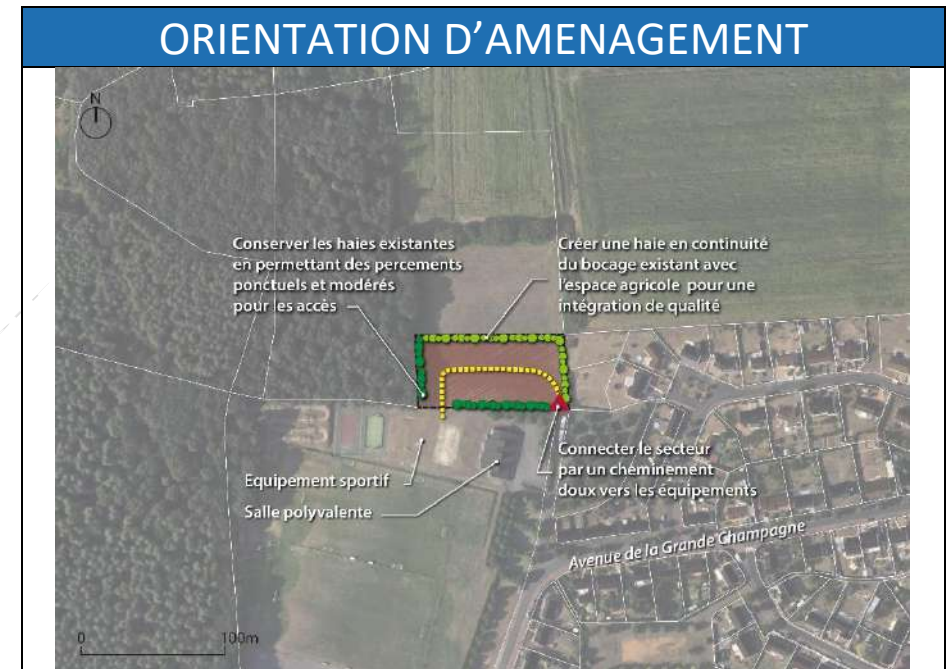 ORIENTATION D'AMENAGEMENT
N
Conserver les haies existantes
en permettant des percements
ponctuels et modérés
pour les accès
Créer une haie en continuité
du bocage existant avec
l'espace agricole pour une
intégration de qualité
Equipement sportif
Salle polyvalente
Connecter le secteur
par un chéminement
doux vers les équipements
Avenue de la Grande Champagne
0 100m